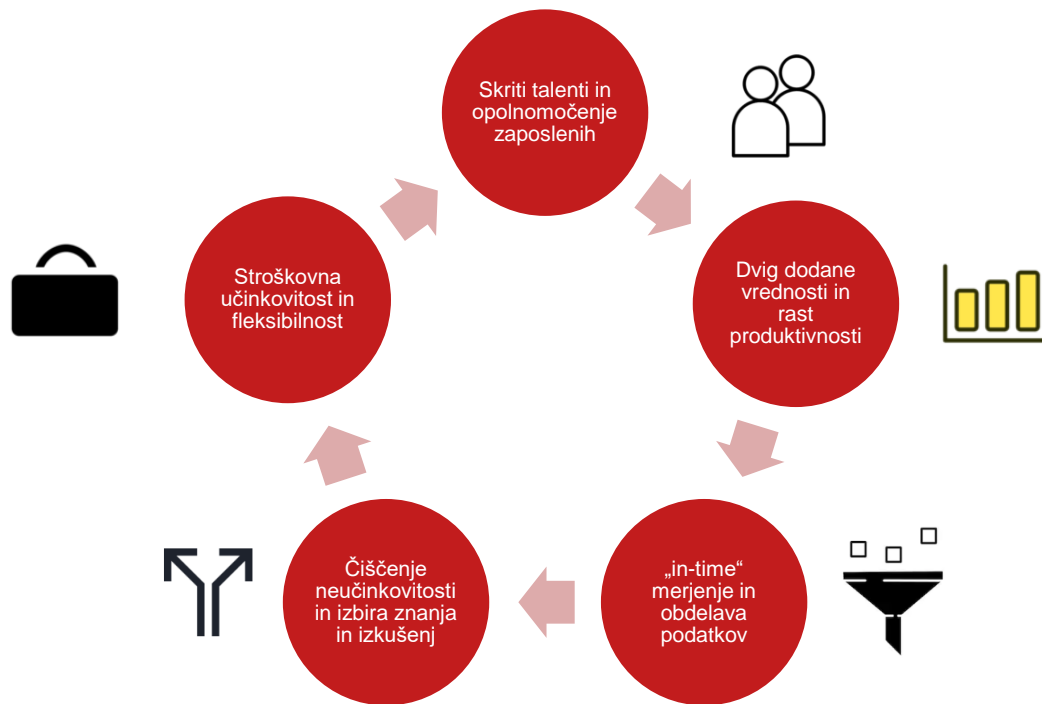 Skriti talenti in
opolnomočenje
zaposlenih
Dvig dodane
vrednosti in
rast
produktivnosti
„in-time“
merjenje in
obdelava
podatkov
Čiščenje
neučinkovitosti
in izbira znanja
in izkušenj
Stroškovna
učinkovitost in
fleksibilnost